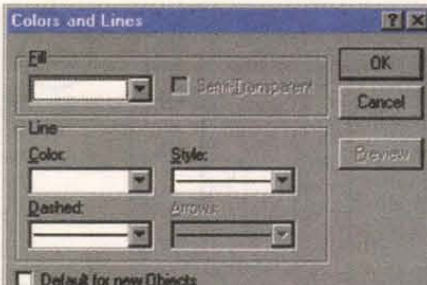 Colors and Lines
Fill
Semi-Transparent
OK
Cancel
Line
Color:
Style:
Preview
Dashed:
Arrows:
Default for new Objects